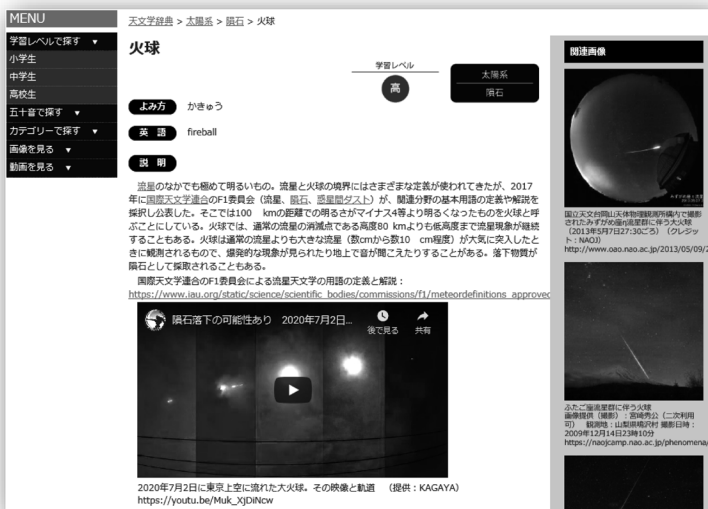 MENU
学習レベルで探す ▼
小学生
中学生
高校生
五十音で探す ▼
カテゴリーで探す ▼
画像を見る ▼
動画を見る ▼
天文学辞典 > 太陽系 > 隕石 > 火球
火球
学習レベル
高
太陽系
隕石
よみ方 かきゅう
英 語 fireball
説 明
流星のなかでも極めて明るいもの。流星と火球の境界にはさまざまな定義が使われてきたが、2017
年に国際天文学連合のF1委員会（流星、隕石、惑星間ダスト）が、関連分野の基本用語の定義や解説を
採択し公表した。そこでは100 kmの距離での明るさがマイナス4等より明るくなったものを火球と呼
ぶことにしている。火球では、通常の流星の消滅点である高度80 kmよりも低高度まで流星現象が継続
することもある。火球は通常の流星よりも大きな流星（数cmから数10 cm程度）が大気に突入したと
きに観測されるもので、爆発的な現象が見られたり地上で音が聞こえたりすることがある。落下物質が
隕石として採取されることもある。
国際天文学連合のF1委員会による流星天文学の用語の定義と解説：
https://www.iau.org/static/science/scientific_bodies/commissions/f1/meteordefinitions_approved
隕石落下の可能性あり 2020年7月2日...
後で見る 共有
2020年7月2日に東京上空に流れた大火球。その映像と軌道 （提供：KAGAYA）
https://youtu.be/Muk_XJDiNcw
関連画像
国立天文台岡山天体物理観測所構内で撮影
されたみずがめ座η流星群に伴う大火球
（2013年5月7日27:30ごろ）（クレジッ
ト：NAOJ）
http://www.oao.nao.ac.jp/2013/05/09/2
ふたご座流星群に伴う火球
画像提供（撮影）：宮﨑秀公（二次利用
可） 観測地：山梨県鳴沢村 撮影日時：
2009年12月14日23時10分
https://naojcamp.nao.ac.jp/phenomena/